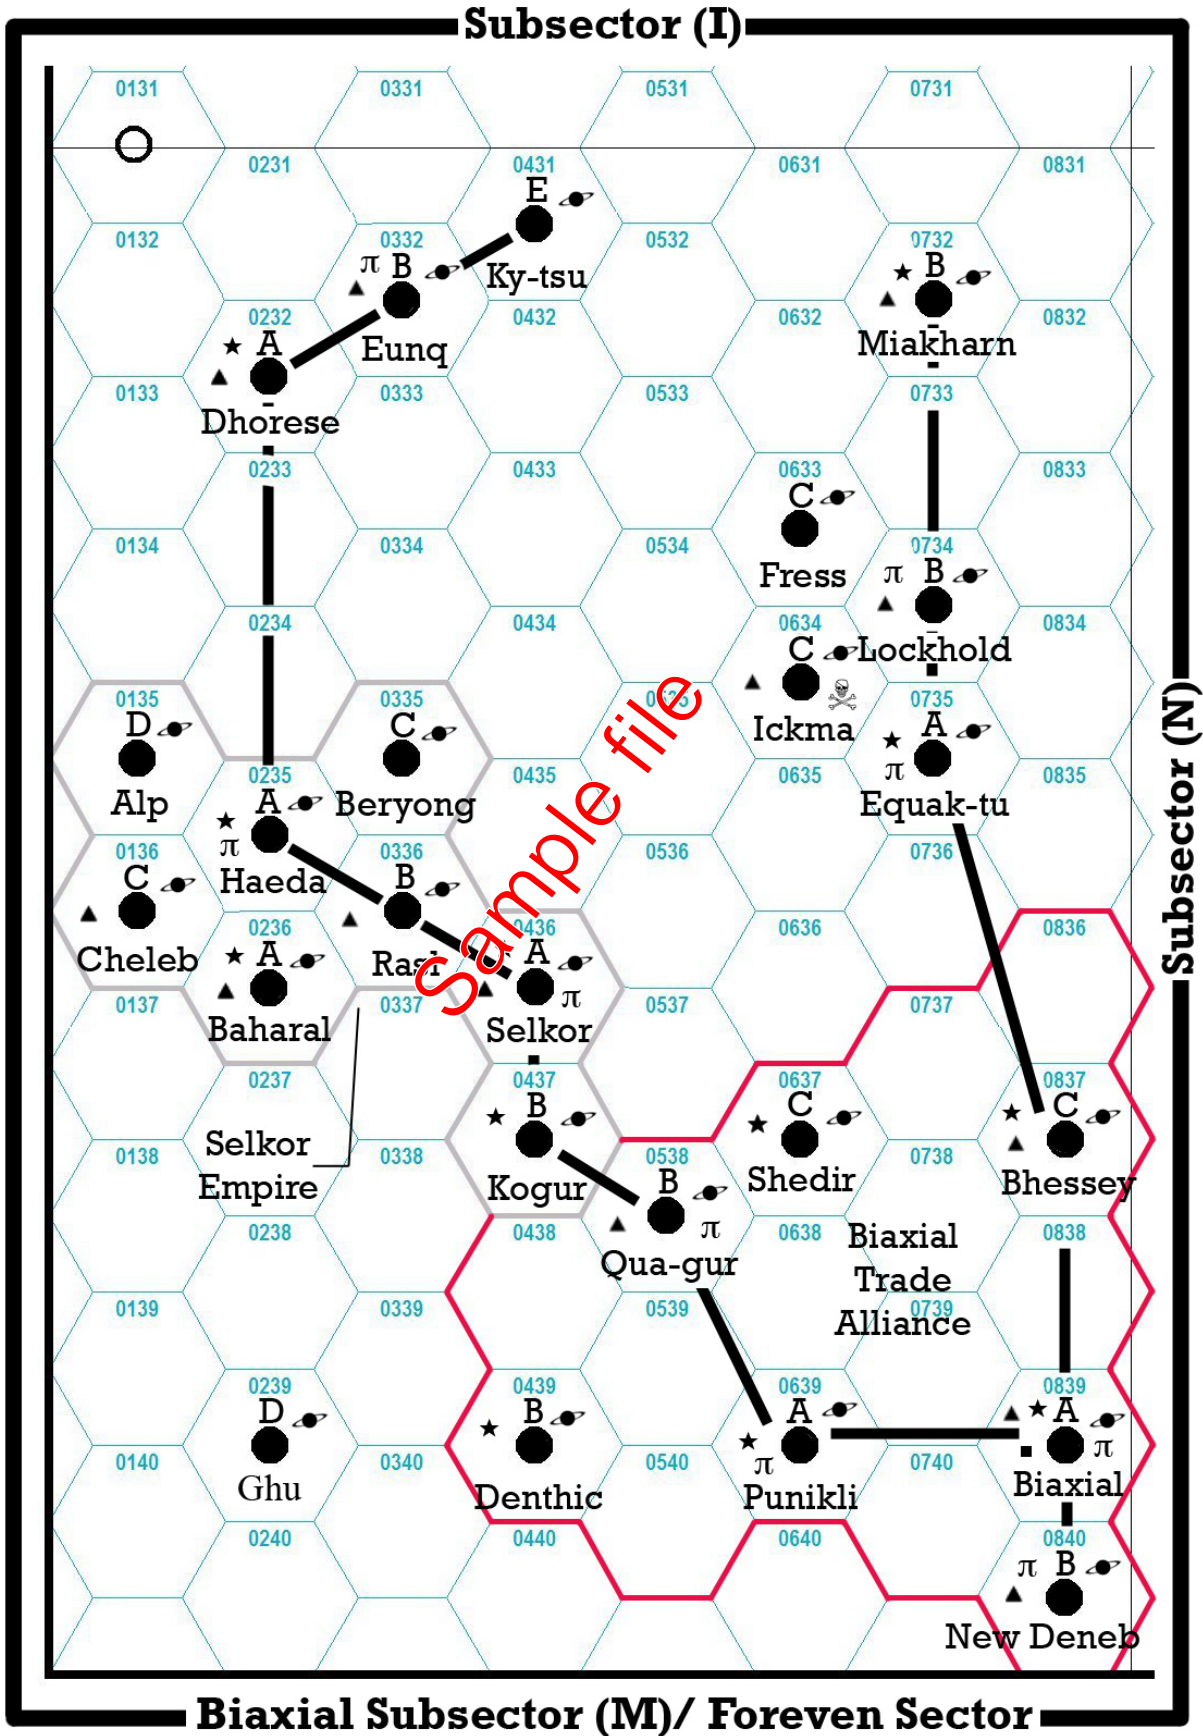 Subsector (I)
0131
0331
0531
0731
0231
0431
0631
0831
E
0132
0332
0532
0732
π B
B
Ky-tsu
0232
0432
0632
0832
A
Eunq
Miakharn
0133
0333
0533
0733
Dhorese
0233
0433
0633
0833
C
0134
0334
0534
0734
Fress
π B
0234
0434
0634
0834
C
Lockhold
0135
0335
0735
D
C
A
Ickma
π
0235
0435
0635
0835
A
Alp
Beryong
Equak-tu
π
0136
0336
0536
0736
C
B
Haeda
0236
0436
0636
0836
A
A
Cheleb
π
0137
0337
0537
0737
Baharal
Selkor
0237
0437
0637
0837
B
C
C
Selkor
Empire
0138
0338
0538
0738
Kogur
B
π
Shedir
Bhessey
0238
0438
0638
0838
Biaxial
Trade
Alliance
Qua-gur
0139
0339
0539
0739
0239
0439
0639
0839
D
B
A
A
π
π
0140
0340
0540
0740
Ghu
Denthic
Punikli
Biaxial
0240
0440
0640
0840
π B
New Deneb
Sample file
Subsector (N)
Biaxial Subsector (M)/ Foreven Sector